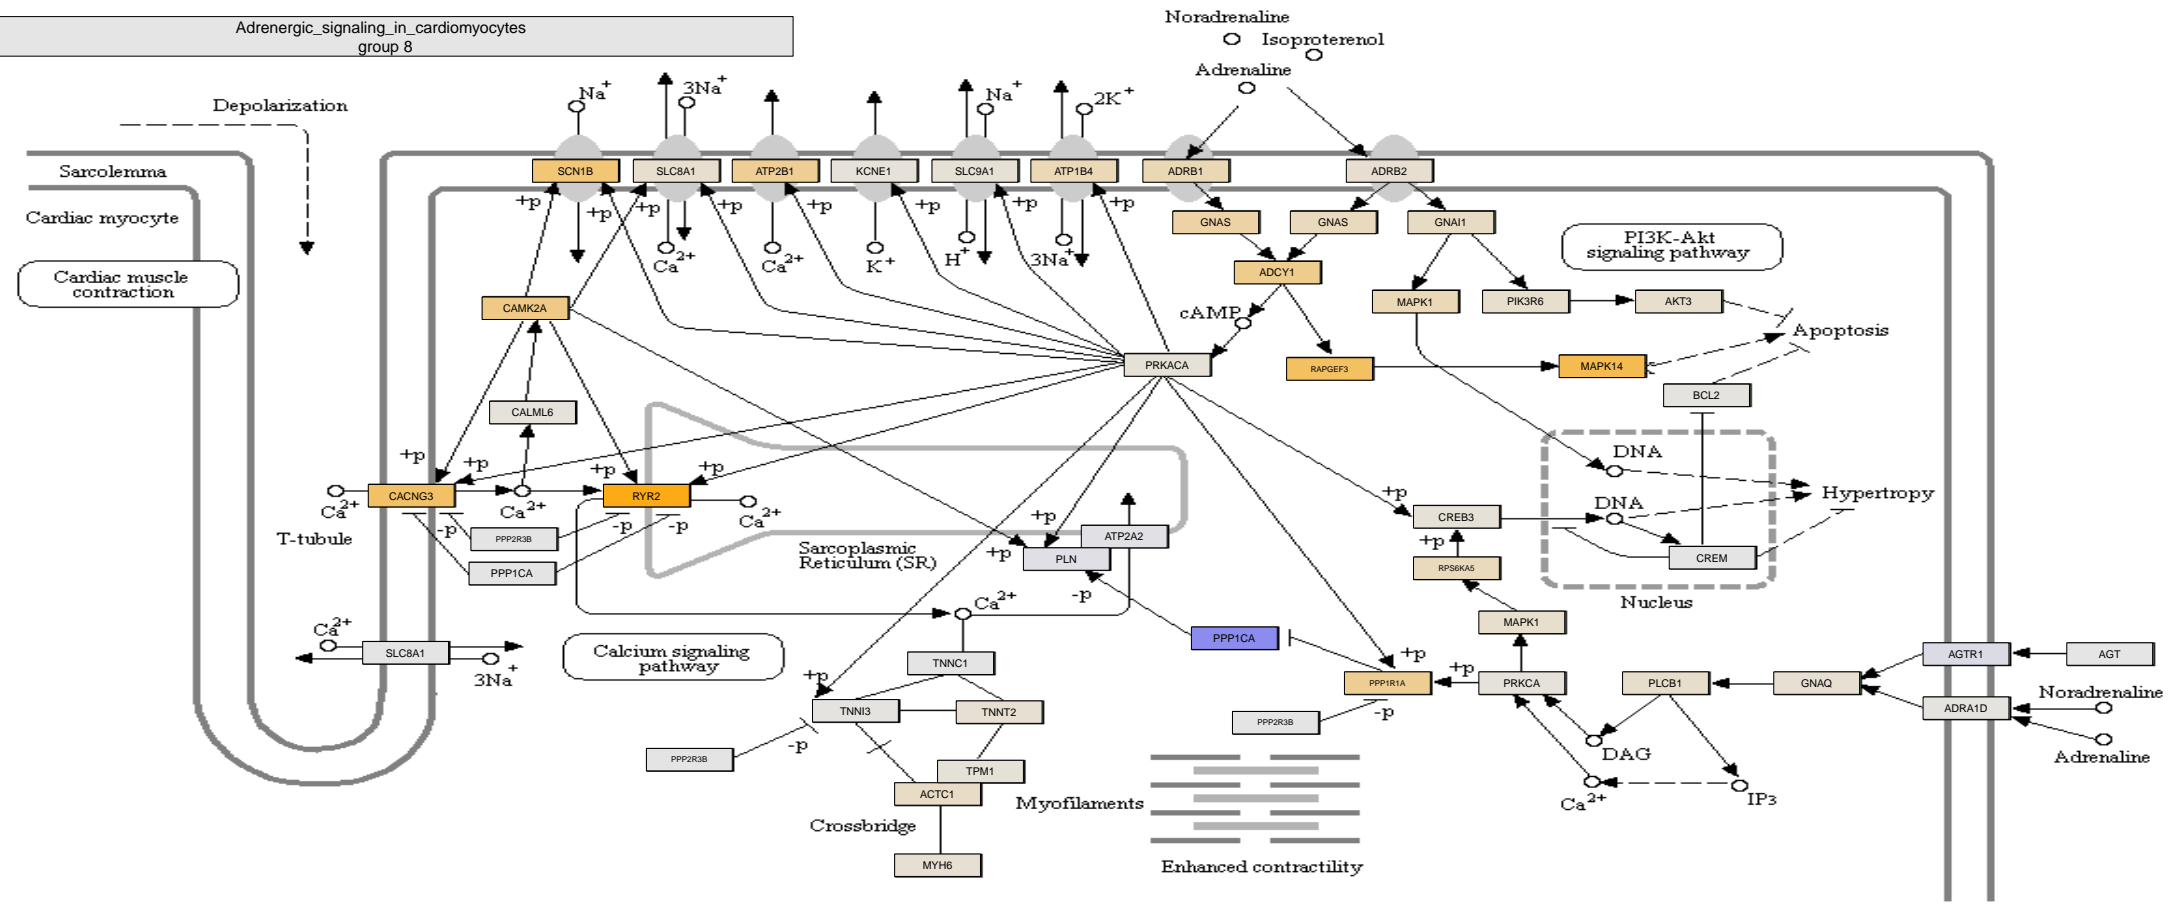 Adrenergic_signaling_in_cardiomyocytes
group 8
Noradrenaline
Isoproterenol
Adrenaline
Depolarization
Na+
3Na+
Na+
2K+
Sarcolemma
SCN1B
SLC8A1
ATP2B1
KCNE1
SLC9A1
ATP1B4
ADRB1
ADRB2
+p
+p
+p
+p
+p
+p
+p
+p
Cardiac myocyte
GNAS
GNAS
GNAI1
PI3K-Akt
signaling pathway
Ca2+
Ca2+
K+
H+
3Na+
ADCY1
Cardiac muscle
contraction
CAMK2A
MAPK1
PIK3R6
AKT3
cAMP
Apoptosis
PRKACA
RAPGEF3
MAPK14
BCL2
CALML6
+p
+p
+p
+p
DNA
CACNG3
RYR2
Ca2+
Ca2+
Ca2+
+p
DNA
Hypertropy
CREB3
-p
-p
-p
+p
T-tubule
PPP2R3B
ATP2A2
+p
+p
Sarcoplasmic
Reticulum (SR)
PLN
CREM
PPP1CA
RPS6KA5
-p
Nucleus
Ca2+
MAPK1
Ca2+
PPP1CA
SLC8A1
3Na+
Calcium signaling
pathway
TNNC1
+p
+p
+p
AGTR1
AGT
PPP1R1A
PRKCA
PLCB1
GNAQ
Noradrenaline
TNNI3
TNNT2
-p
PPP2R3B
ADRA1D
-p
PPP2R3B
DAG
Adrenaline
TPM1
ACTC1
Myofilaments
Ca2+
IP3
Crossbridge
MYH6
Enhanced contractility